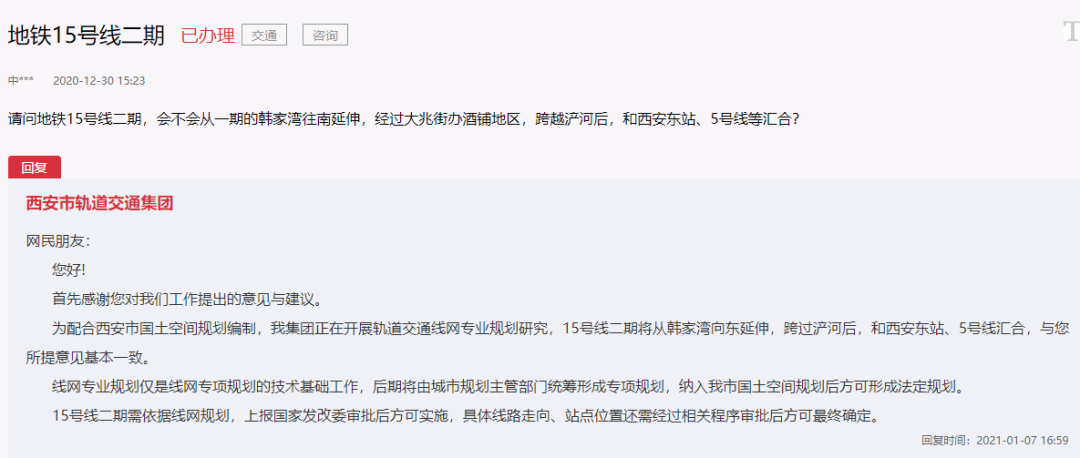 地铁15号线二期 已办理 交通 咨询
T
中*** 2020-12-30 15:23
请问地铁15号线二期，会不会从一期的韩家湾往南延伸，经过大兆街办酒铺地区，跨越浐河后，和西安东站、5号线等汇合？
回复
西安市轨道交通集团
网民朋友：
您好!
首先感谢您对我们工作提出的意见与建议。
为配合西安市国土空间规划编制，我集团正在开展轨道交通线网专业规划研究，15号线二期将从韩家湾向东延伸，跨过浐河后，和西安东站、5号线汇合，与您
所提意见基本一致。
线网专业规划仅是线网专项规划的技术基础工作，后期将由城市规划主管部门统筹形成专项规划，纳入我市国土空间规划后方可形成法定规划。
15号线二期需依据线网规划，上报国家发改委审批后方可实施，具体线路走向、站点位置还需经过相关程序审批后方可最终确定。
回复时间：2021-01-07 16:59